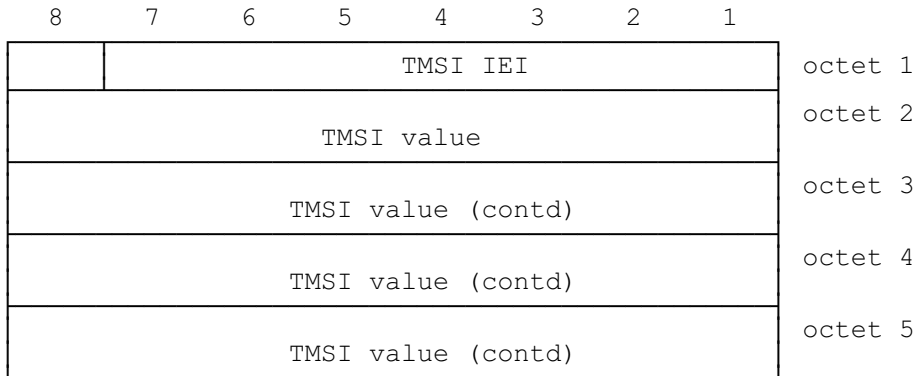 8 7 6 5 4 3 2 1
TMSI IEI octet 1
octet 2
TMSI value
octet 3
TMSI value (contd)
octet 4
TMSI value (contd)
octet 5
TMSI value (contd)